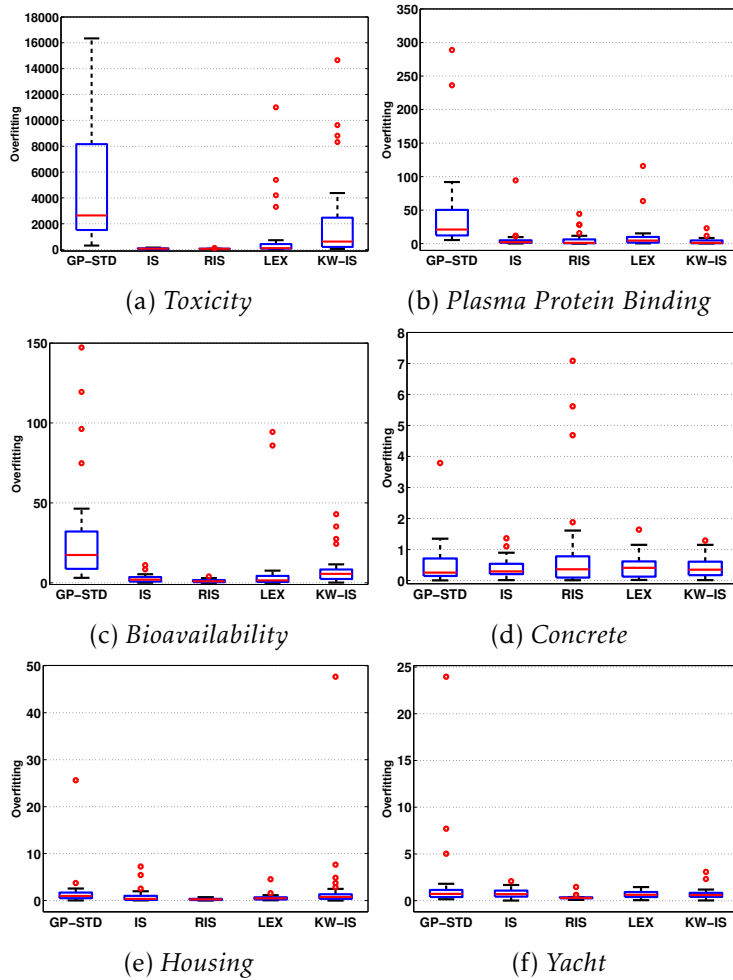 18000
16000
14000
12000
10000
8000
6000
4000
2000
0
Overfitting
GP−STD IS RIS LEX KW−IS
(a) Toxicity
350
300
250
200
150
100
50
0
Overfitting
GP−STD IS RIS LEX KW−IS
(b) Plasma Protein Binding
150
100
50
0
Overfitting
GP−STD IS RIS LEX KW−IS
(c) Bioavailability
8
7
6
5
4
3
2
1
0
Overfitting
GP−STD IS RIS LEX KW−IS
(d) Concrete
50
40
30
20
10
0
Overfitting
GP−STD IS RIS LEX KW−IS
(e) Housing
25
20
15
10
5
0
Overfitting
GP−STD IS RIS LEX KW−IS
(f) Yacht